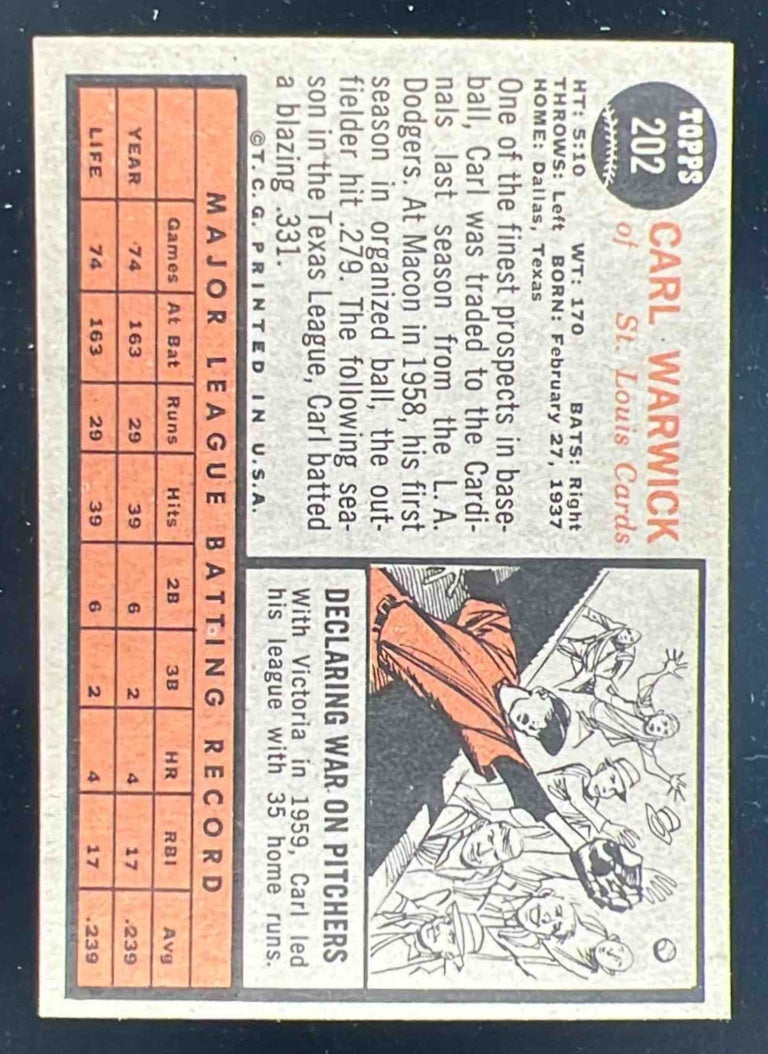 TOPPS
202
CARL WARWICK
of St. Louis Cards
HT: 5:10 WT: 170 BATS: Right
THROWS: Left BORN: February 27, 1937
HOME: Dallas, Texas
One of the finest prospects in base-
ball, Carl was traded to the Cardi-
nals last season from the L. A.
Dodgers. At Macon in 1958, his first
season in organized ball, the out-
fielder hit .279. The following sea-
son in the Texas League, Carl batted
a blazing .331.
©T.C.G. PRINTED IN U.S.A.
DECLARING WAR ON PITCHERS
With Victoria in 1959, Carl led
his league with 35 home runs.
MAJOR LEAGUE BATTING RECORD
Games At Bat Runs Hits 2B 3B HR RBI Avg
YEAR 74 163 29 39 6 2 4 17 .239
LIFE 74 163 29 39 6 2 4 17 .239